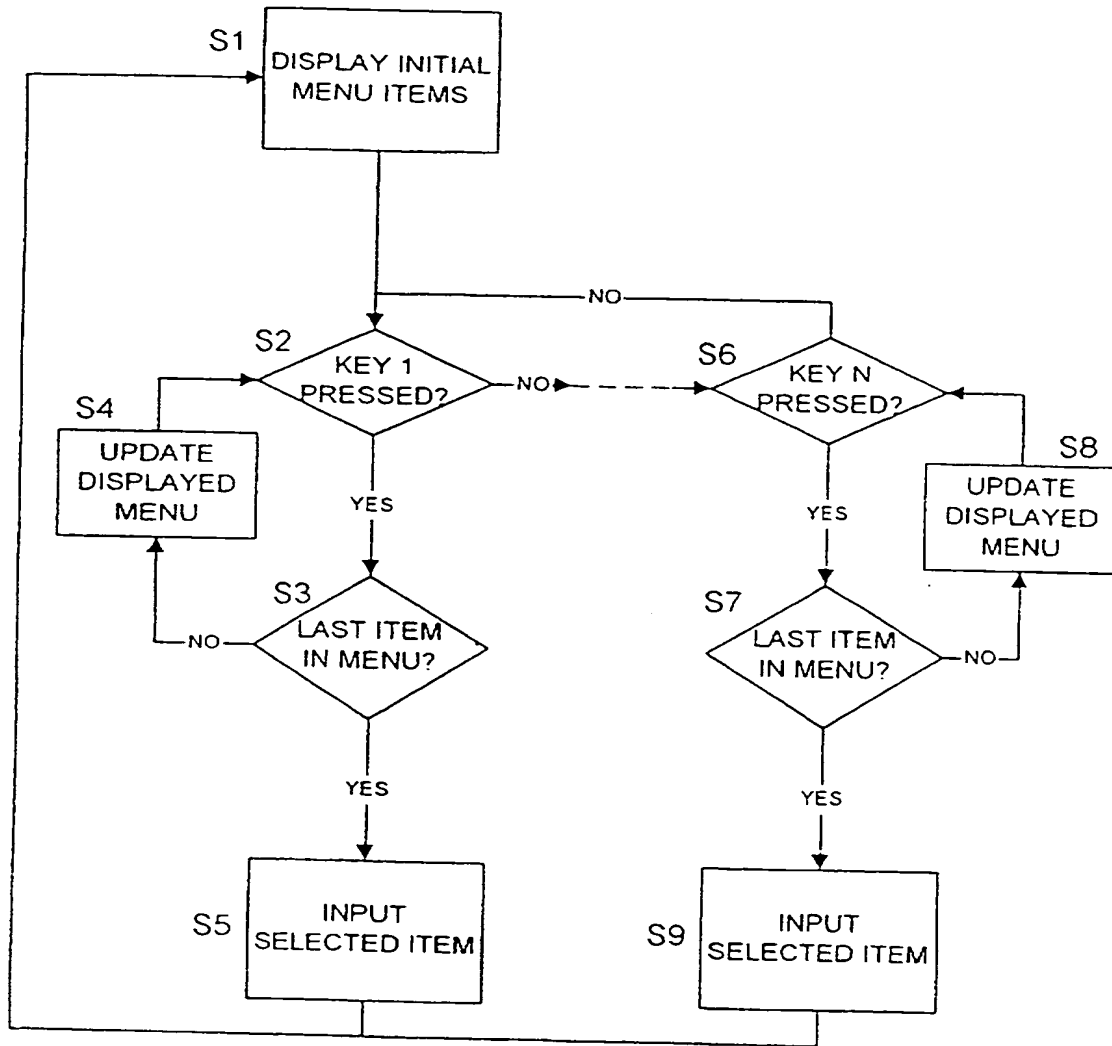 S1
DISPLAY INITIAL
MENU ITEMS
NO
S2
KEY 1
PRESSED?
NO
S6
KEY N
PRESSED?
S4
UPDATE
DISPLAYED
MENU
YES
YES
S8
UPDATE
DISPLAYED
MENU
S3
LAST ITEM
IN MENU?
NO
S7
LAST ITEM
IN MENU?
NO
YES
YES
S5
INPUT
SELECTED ITEM
S9
INPUT
SELECTED ITEM